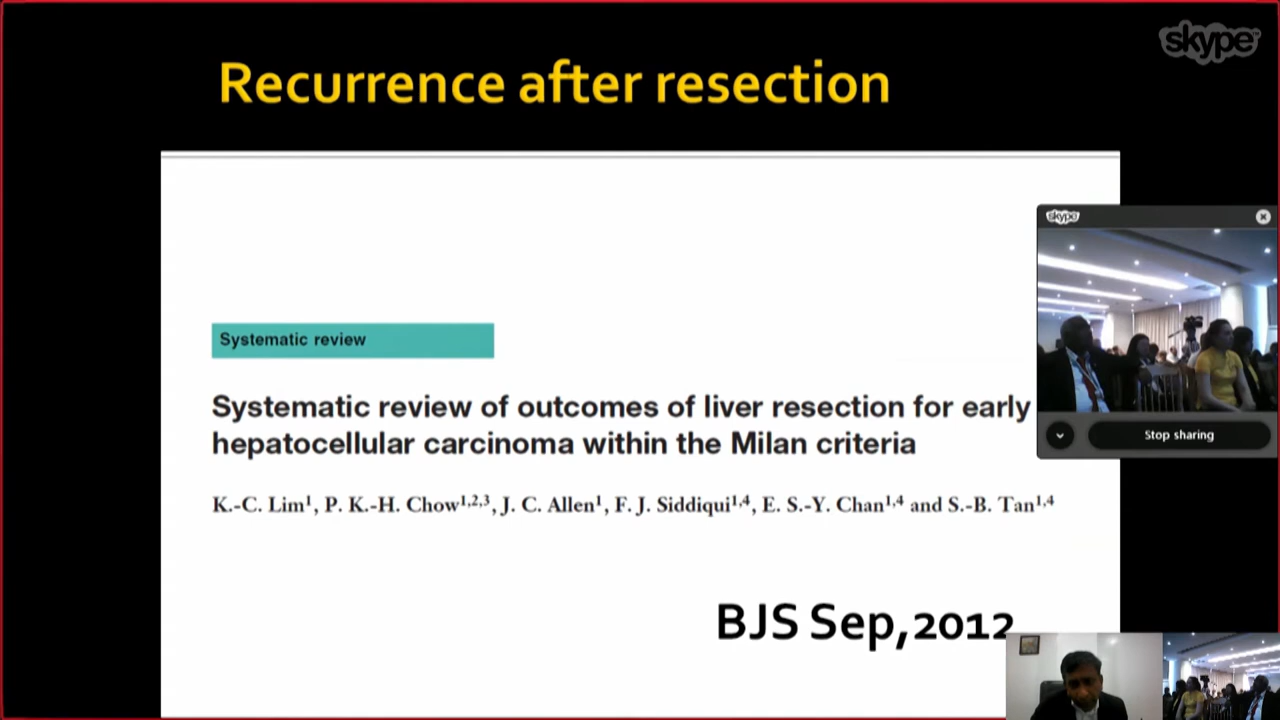 skype
Recurrence after resection
skype
Systematic review
Systematic review of outcomes of liver resection for early
hepatocellular carcinoma within the Milan criteria
Stop sharing
K.-C. Lim¹, P. K.-H. Chow¹,²,³, J. C. Allen¹, F. J. Siddiqui¹,⁴, E. S.-Y. Chan¹,⁴ and S.-B. Tan¹,⁴
BJS Sep,2012